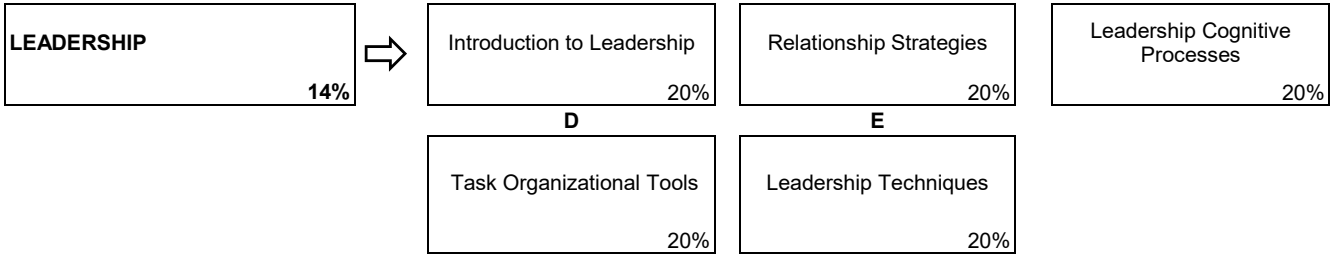 LEADERSHIP
14%
Introduction to Leadership
20%
Relationship Strategies
20%
Leadership Cognitive
Processes
20%
D
E
Task Organizational Tools
20%
Leadership Techniques
20%